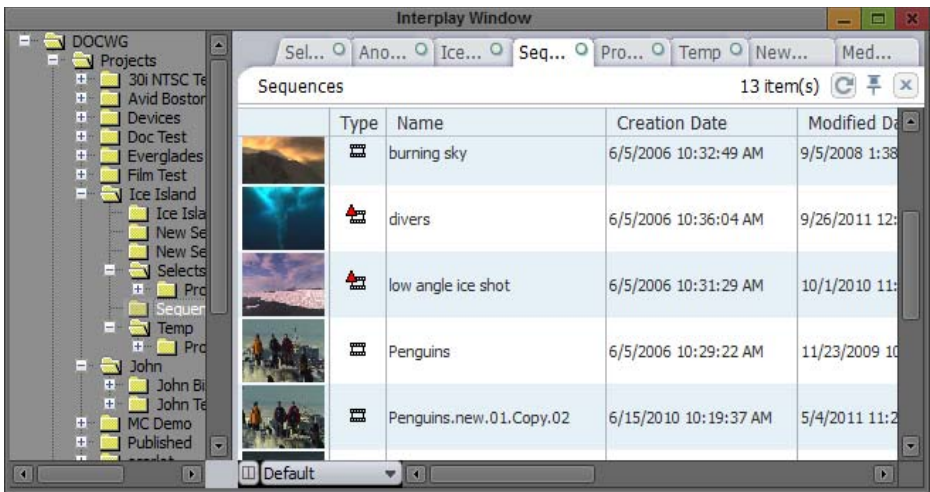 Interplay Window
DOCWG
Projects
30i NTSC Te
Avid Boston
Devices
Doc Test
Everglades
Film Test
Ice Island
Ice Isla
New Se
New Se
Selects
Pro
Sequen
Temp
Pro
John
John Bi
John Te
MC Demo
Published
Sel... Ano... Ice... Seq... Pro... Temp New... Med...
Sequences 13 item(s)
Type Name Creation Date Modified Da
burning sky 6/5/2006 10:32:49 AM 9/5/2008 1:38
divers 6/5/2006 10:36:04 AM 9/26/2011 12:
low angle ice shot 6/5/2006 10:31:29 AM 10/1/2010 11:
Penguins 6/5/2006 10:29:22 AM 11/23/2009 10
Penguins.new.01.Copy.02 6/15/2010 10:19:37 AM 5/4/2011 11:2
Default